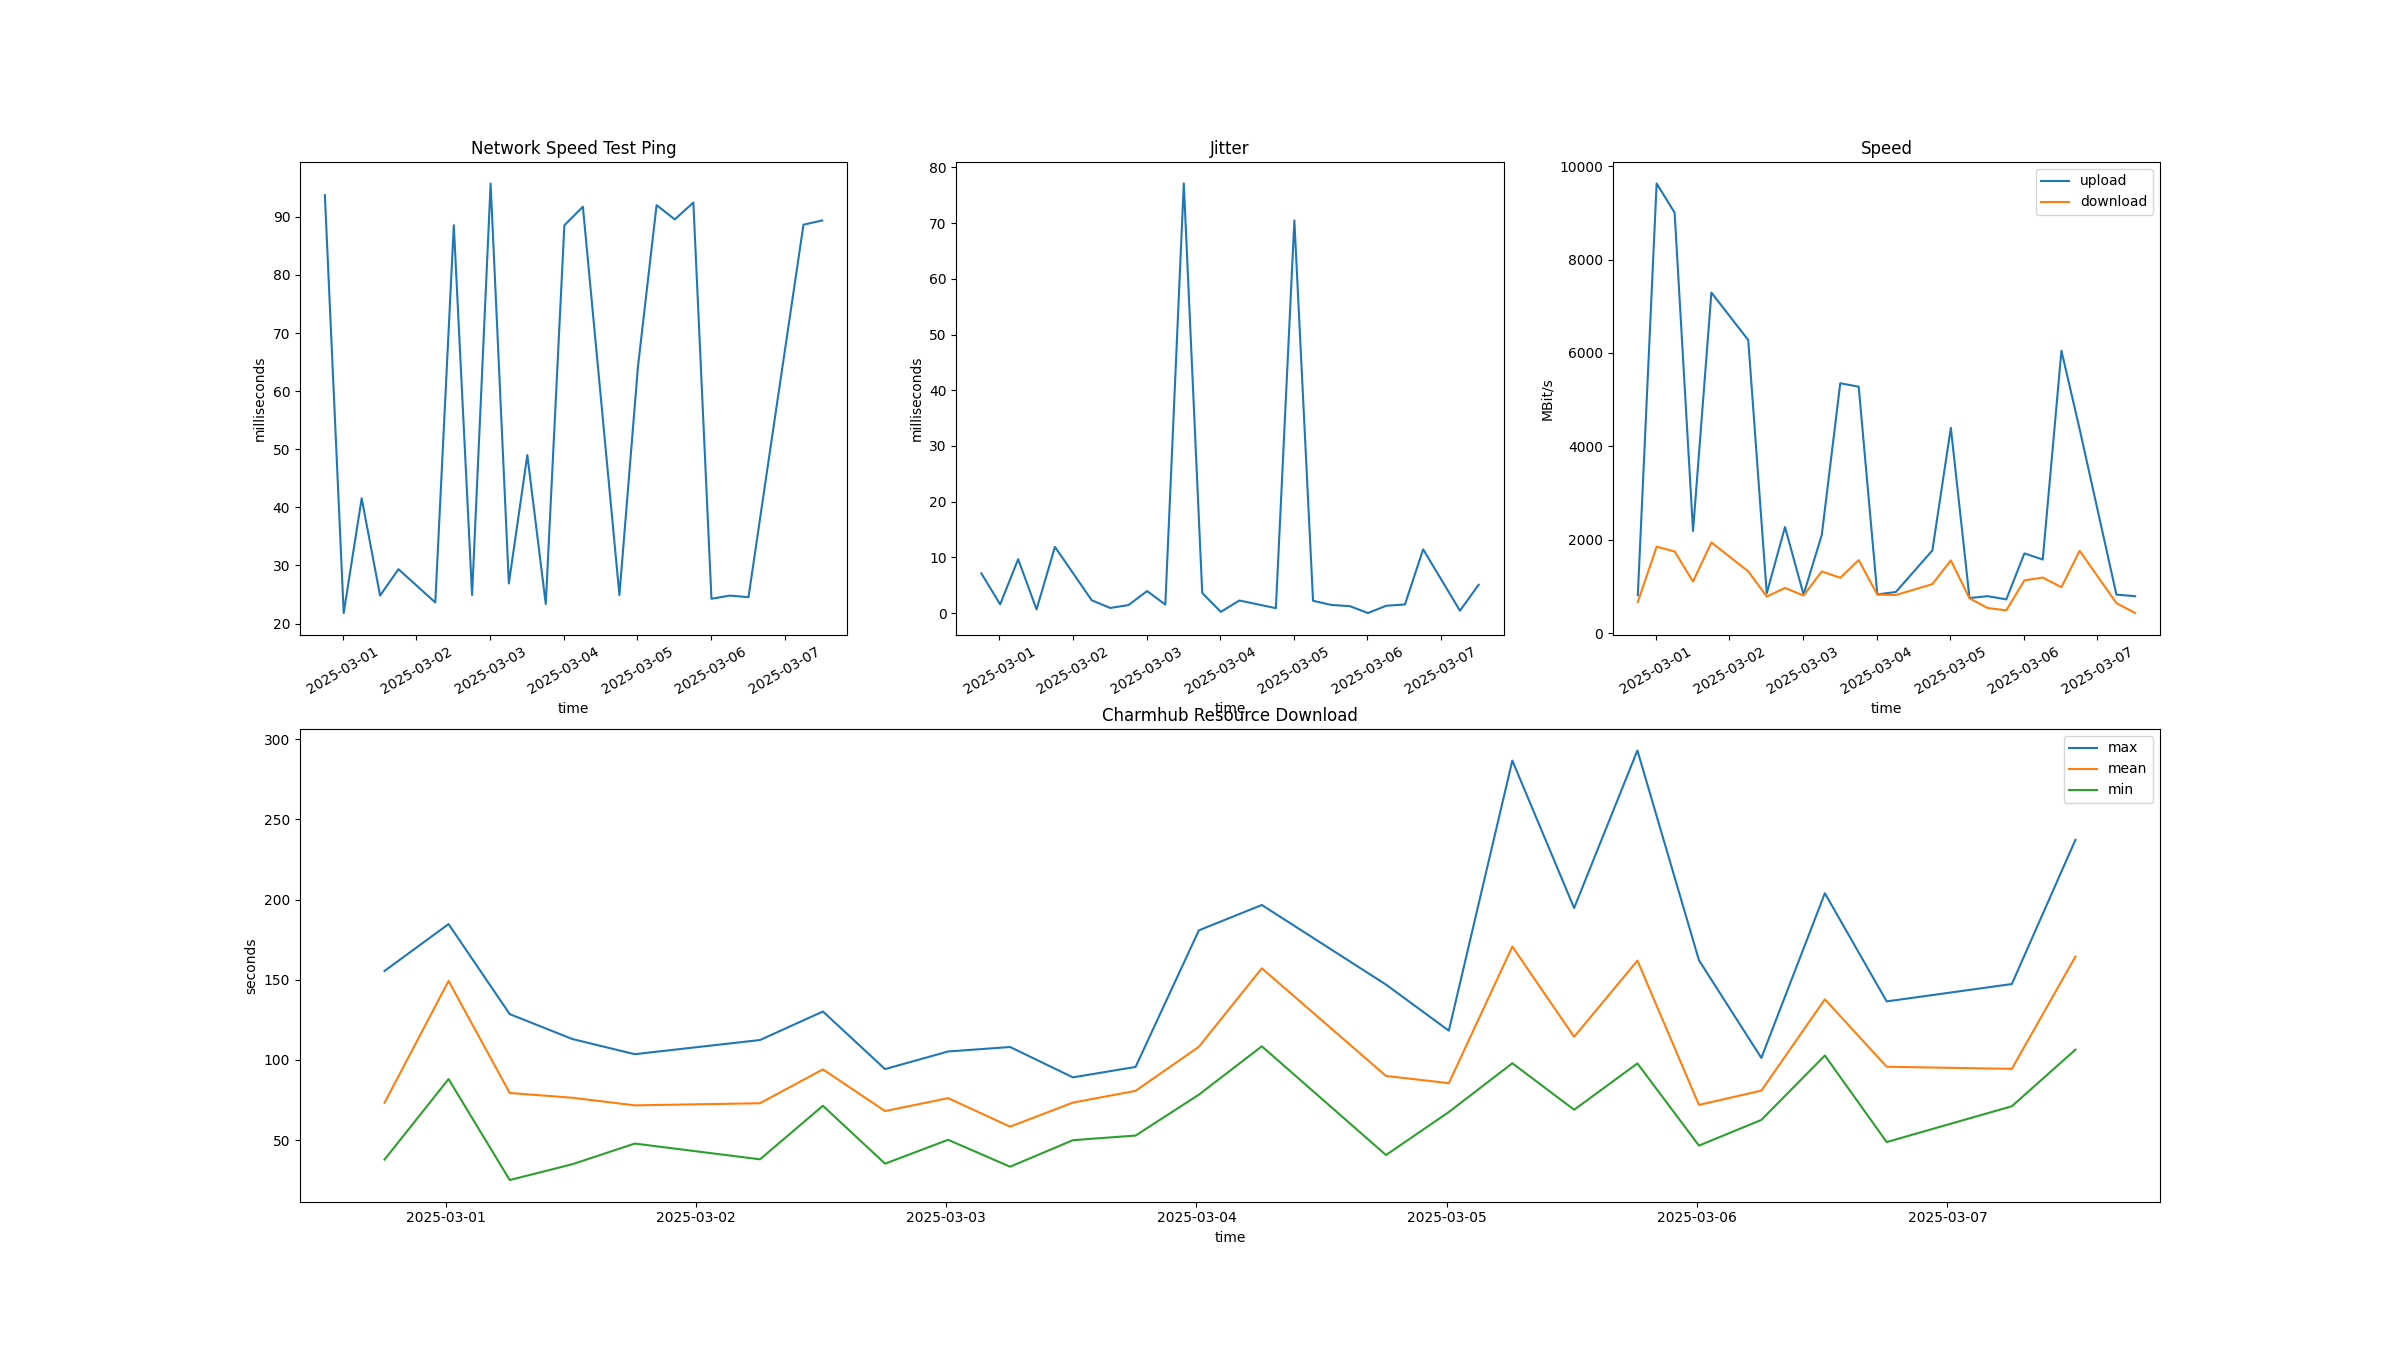 Network Speed Test Ping
90
80
70
60
50
40
30
20
milliseconds
2025-03-01 2025-03-02 2025-03-03 2025-03-04 2025-03-05 2025-03-06 2025-03-07
time
Jitter
80
70
60
50
40
30
20
10
0
milliseconds
2025-03-01 2025-03-02 2025-03-03 2025-03-04 2025-03-05 2025-03-06 2025-03-07
time
Speed
upload
download
10000
8000
6000
4000
2000
0
MBit/s
2025-03-01 2025-03-02 2025-03-03 2025-03-04 2025-03-05 2025-03-06 2025-03-07
time
Charmhub Resource Download
max
mean
min
300
250
200
150
100
50
seconds
2025-03-01 2025-03-02 2025-03-03 2025-03-04 2025-03-05 2025-03-06 2025-03-07
time